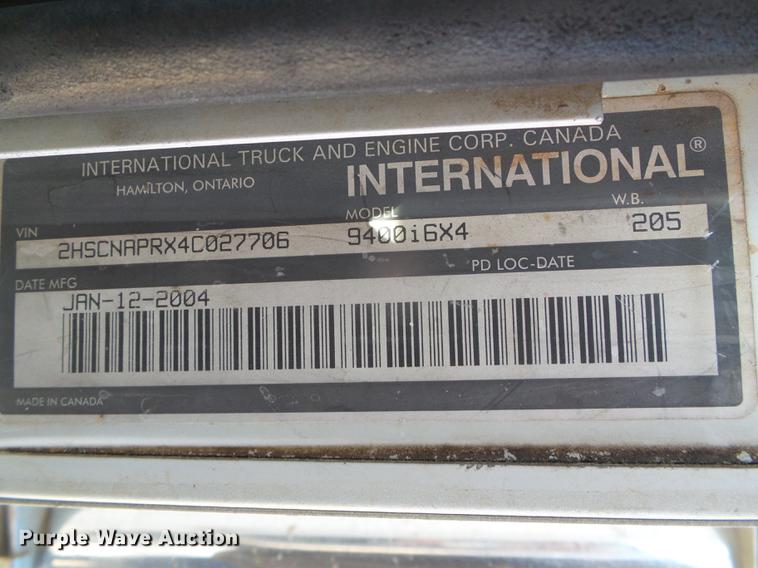 INTERNATIONAL TRUCK AND ENGINE CORP. CANADA
HAMILTON, ONTARIO
INTERNATIONAL®
VIN
MODEL
W.B.
2HSCNAPRX4C027706
9400i6X4
205
DATE MFG
PD LOC-DATE
JAN-12-2004
MADE IN CANADA
Purple Wave Auction